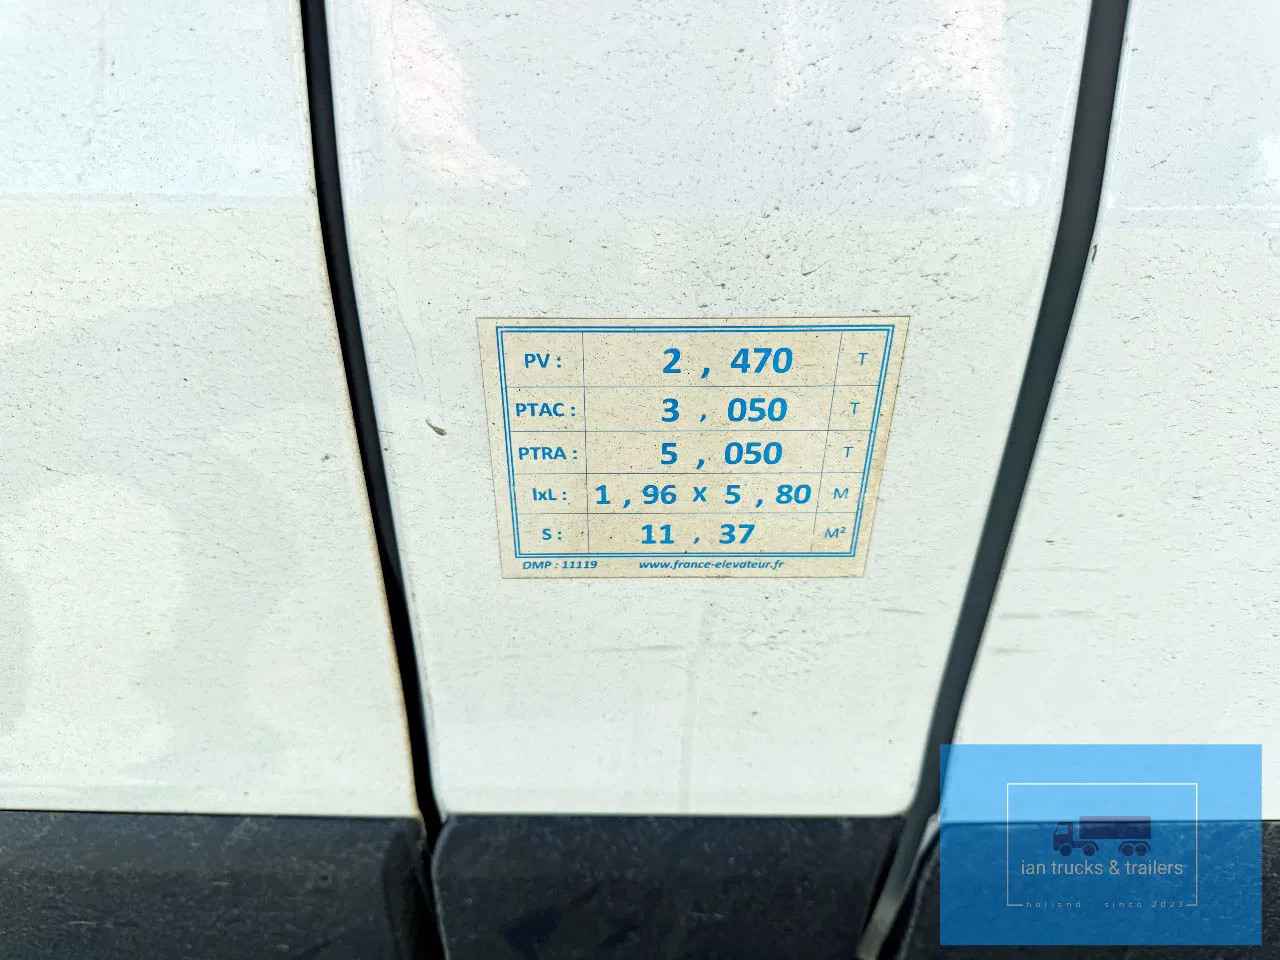 PV : 2 , 470 T
PTAC : 3 , 050 T
PTRA : 5 , 050 T
lxL : 1 , 96 X 5 , 80 M
S : 11 , 37 M²
DMP : 11119 www.france-elevateur.fr
ian trucks & trailers
holland since 2023